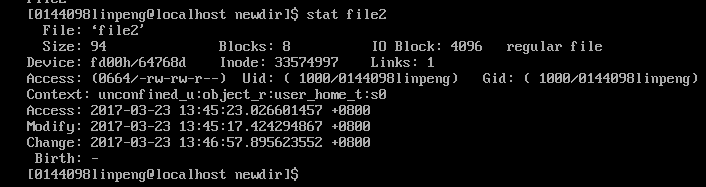 [0144098linpeng@localhost newdir]$ stat file2
  File: ‘file2’
  Size: 94        	Blocks: 8          IO Block: 4096   regular file
Device: fd00h/64768d	Inode: 33574997    Links: 1
Access: (0664/-rw-rw-r--)  Uid: ( 1000/0144098linpeng)   Gid: ( 1000/0144098linpeng)
Context: unconfined_u:object_r:user_home_t:s0
Access: 2017-03-23 13:45:23.026601457 +0800
Modify: 2017-03-23 13:45:17.424294867 +0800
Change: 2017-03-23 13:46:57.895623552 +0800
 Birth: -
[0144098linpeng@localhost newdir]$